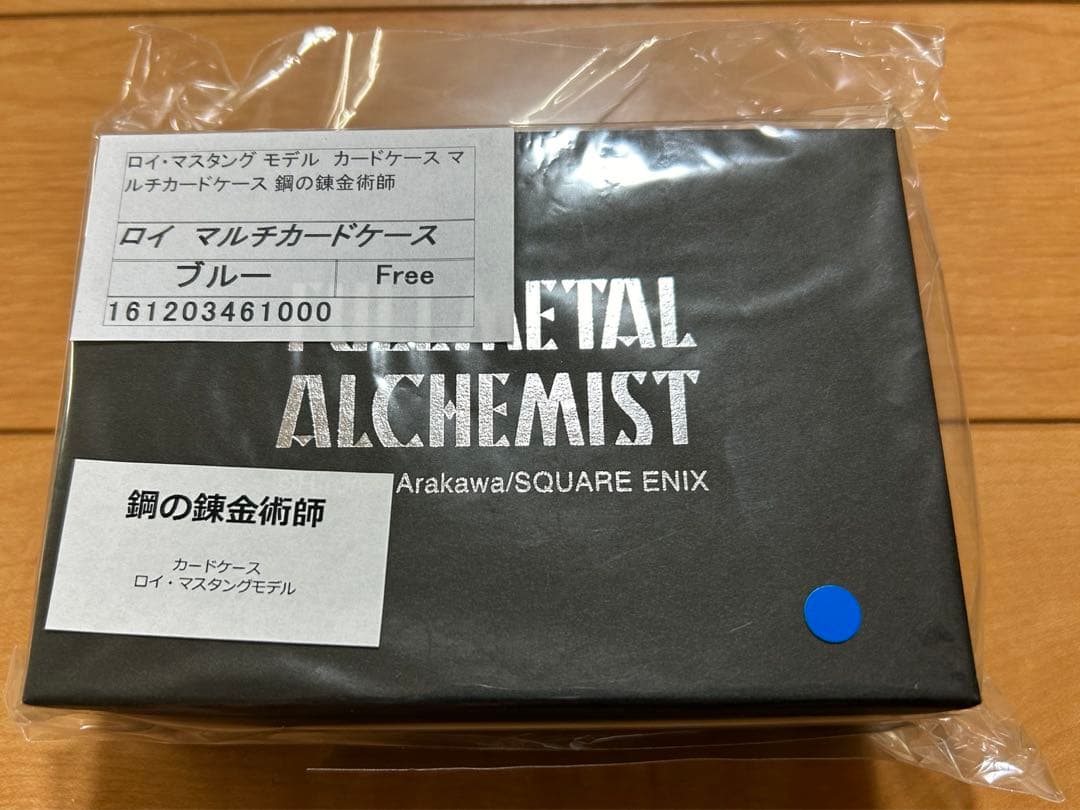 ロイ・マスタング モデル カードケース マ
ルチカードケース 鋼の錬金術師
ロイ マルチカードケース
ブルー Free
161203461000
FULLMETAL
ALCHEMIST
Arakawa/SQUARE ENIX
鋼の錬金術師
カードケース
ロイ・マスタングモデル